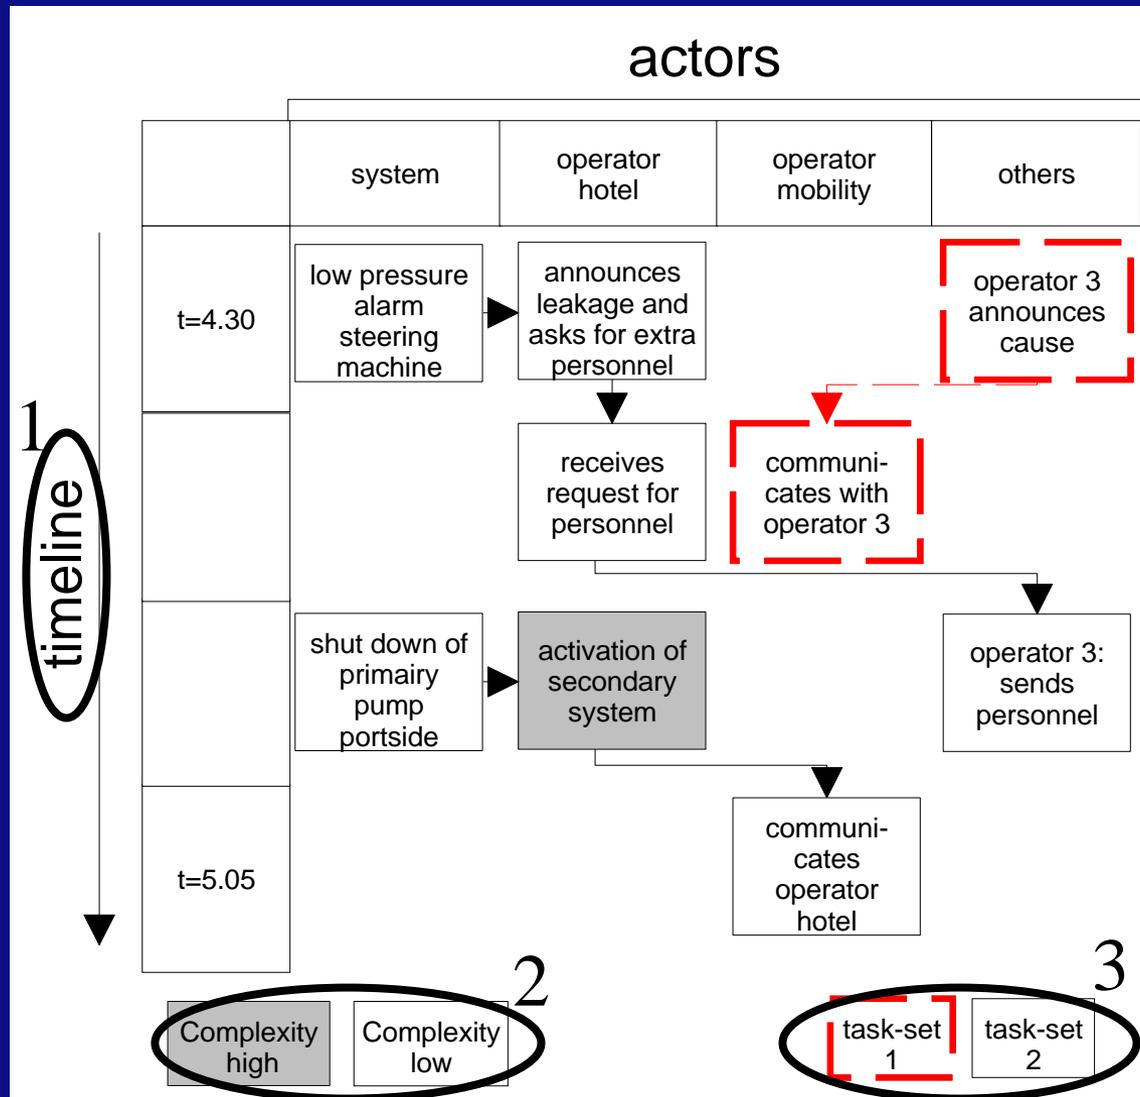 actors
system
operator
hotel
operator
mobility
others
t=4.30
low pressure
alarm
steering
machine
announces
leakage and
asks for extra
personnel
operator 3
announces
cause
1
timeline
receives
request for
personnel
communi-
cates with
operator 3
shut down of
primairy
pump
portside
activation of
secondary
system
operator 3:
sends
personnel
t=5.05
communi-
cates
operator
hotel
2
Complexity
high
Complexity
low
3
task-set
1
task-set
2